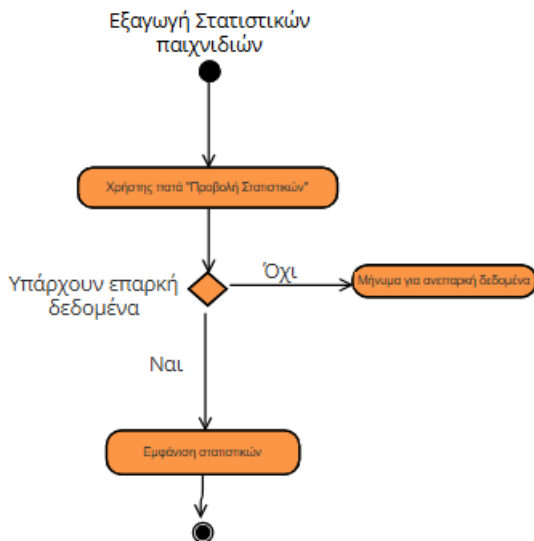 Εξαγωγή Στατιστικών
παιχνιδιών
Χρήστης πατά "Προβολή Στατιστικών"
Υπάρχουν επαρκή
δεδομένα
Όχι
Μήνυμα για ανεπαρκή δεδομένα
Ναι
Εμφάνιση στατιστικών